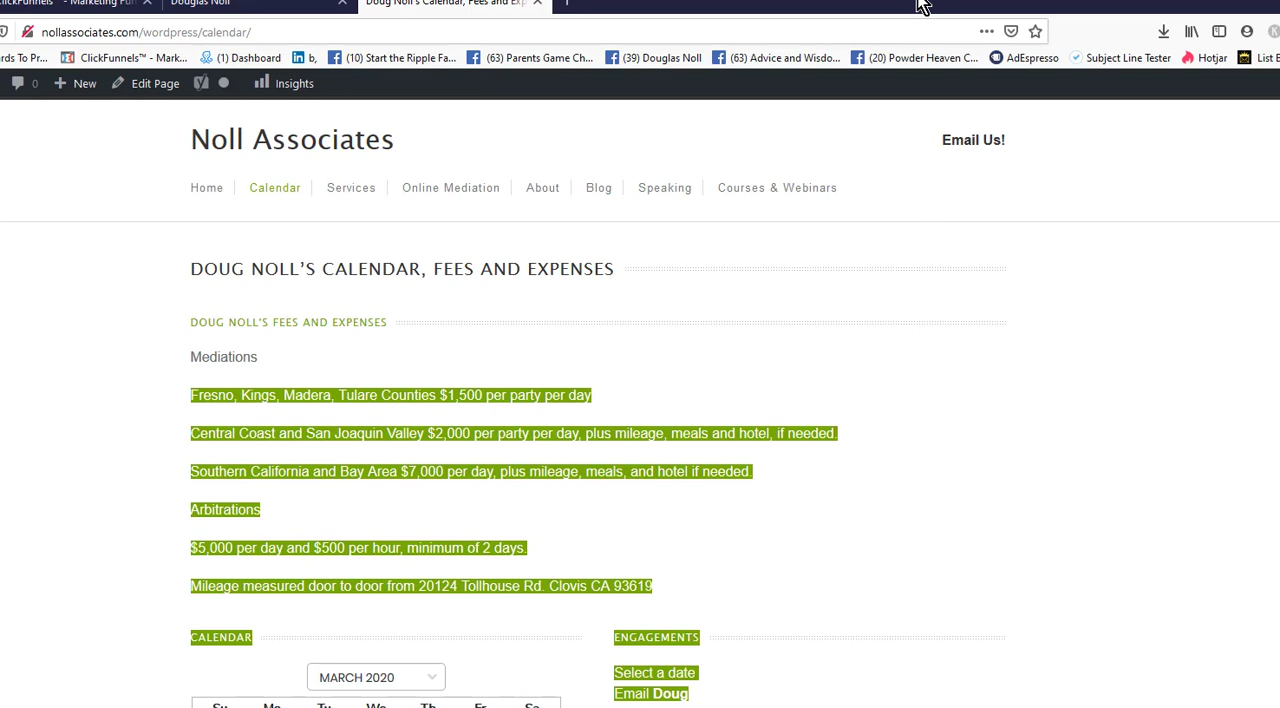 ClickFunnels™ - Marketing Fun
Douglas Noll
Doug Noll's Calendar, Fees and Exp
nollassociates.com/wordpress/calendar/
rds To Pr...
ClickFunnels™ - Mark...
(1) Dashboard
b,
(10) Start the Ripple Fa...
(63) Parents Game Ch...
(39) Douglas Noll
(63) Advice and Wisdo...
(20) Powder Heaven C...
AdEspresso
Subject Line Tester
Hotjar
List E
0
New
Edit Page
Insights
Noll Associates
Email Us!
Home
Calendar
Services
Online Mediation
About
Blog
Speaking
Courses & Webinars
DOUG NOLL'S CALENDAR, FEES AND EXPENSES
DOUG NOLL'S FEES AND EXPENSES
Mediations
Fresno, Kings, Madera, Tulare Counties $1,500 per party per day
Central Coast and San Joaquin Valley $2,000 per party per day, plus mileage, meals and hotel, if needed.
Southern California and Bay Area $7,000 per day, plus mileage, meals, and hotel if needed.
Arbitrations
$5,000 per day and $500 per hour, minimum of 2 days.
Mileage measured door to door from 20124 Tollhouse Rd. Clovis CA 93619
CALENDAR
ENGAGEMENTS
Select a date
MARCH 2020
Email Doug
Su Mo Tu We Th Fr Sa